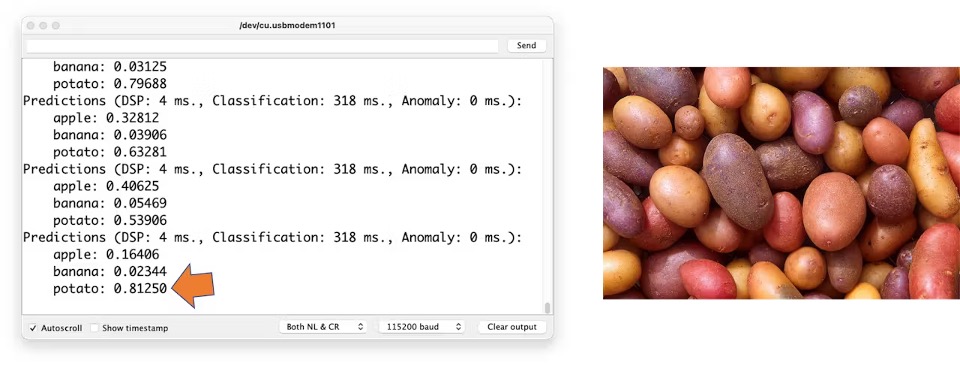 /dev/cu.usbmodem1101
Send
banana: 0.03125
potato: 0.79688
Predictions (DSP: 4 ms., Classification: 318 ms., Anomaly: 0 ms.):
apple: 0.32812
banana: 0.03906
potato: 0.63281
Predictions (DSP: 4 ms., Classification: 318 ms., Anomaly: 0 ms.):
apple: 0.40625
banana: 0.05469
potato: 0.53906
Predictions (DSP: 4 ms., Classification: 318 ms., Anomaly: 0 ms.):
apple: 0.16406
banana: 0.02344
potato: 0.81250
Autoscroll Show timestamp Both NL & CR 115200 baud Clear output